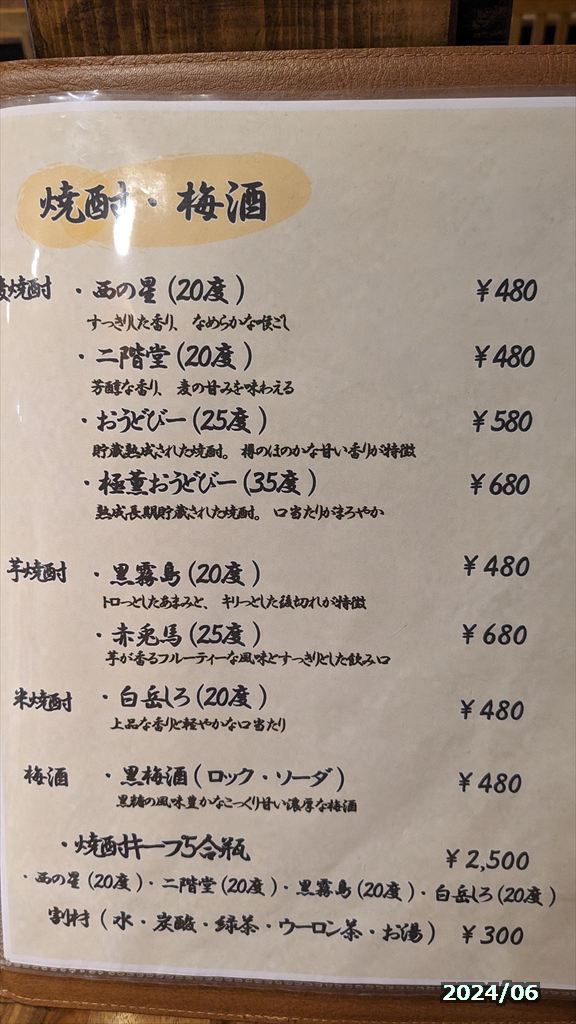 焼酎・梅酒
麦焼酎 ・西の星(20度) ¥480
すっきりした香り、なめらかな喉ごし
・二階堂(20度) ¥480
芳醇な香り、麦の甘みを味わえる
・おうどびー(25度) ¥580
貯蔵熟成された焼酎。樽のほのかな甘い香りが特徴
・極薫おうどびー(35度) ¥680
熟成長期貯蔵された焼酎。口当たりがまろやか
芋焼酎 ・黒霧島(20度) ¥480
トロっとしたあまみと、キリっとした後切れが特徴
・赤兎馬(25度) ¥680
芋が香るフルーティーな風味とすっきりとした飲み口
米焼酎 ・白岳しろ(20度) ¥480
上品な香りと軽やかな口当たり
梅酒 ・黒梅酒(ロック・ソーダ) ¥480
黒糖の風味豊かなこっくり甘い濃厚な梅酒
・焼酎キープ5合瓶 ¥2,500
・西の星(20度)・二階堂(20度)・黒霧島(20度)・白岳しろ(20度)
割材(水・炭酸・緑茶・ウーロン茶・お湯) ¥300
2024/06